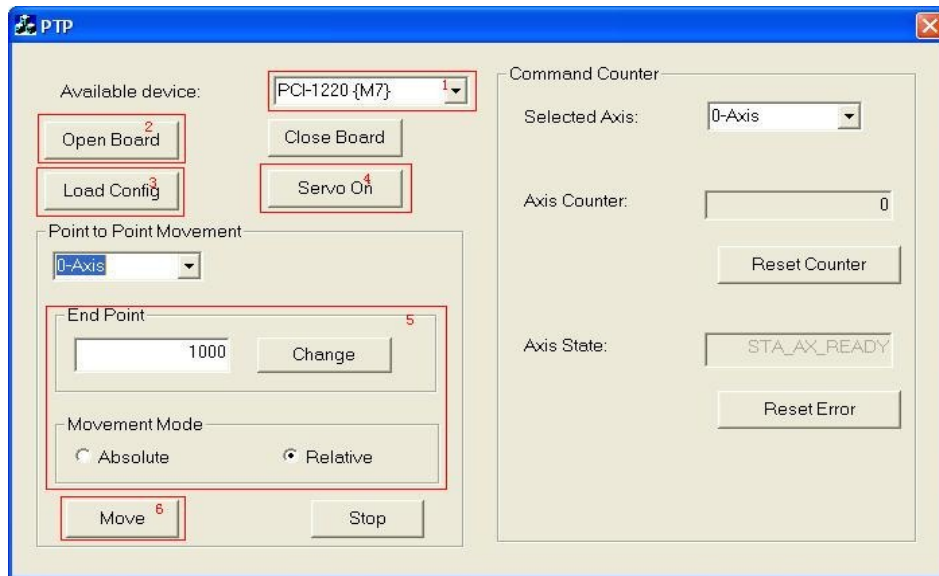 PTP
Available device:
PCI-1220 {M7}
1
Open Board
2
Close Board
Load Config
3
Servo On
4
Point to Point Movement
0-Axis
End Point
5
1000
Change
Movement Mode
Absolute
Relative
Move
6
Stop
Command Counter
Selected Axis:
0-Axis
Axis Counter:
0
Reset Counter
Axis State:
STA_AX_READY
Reset Error